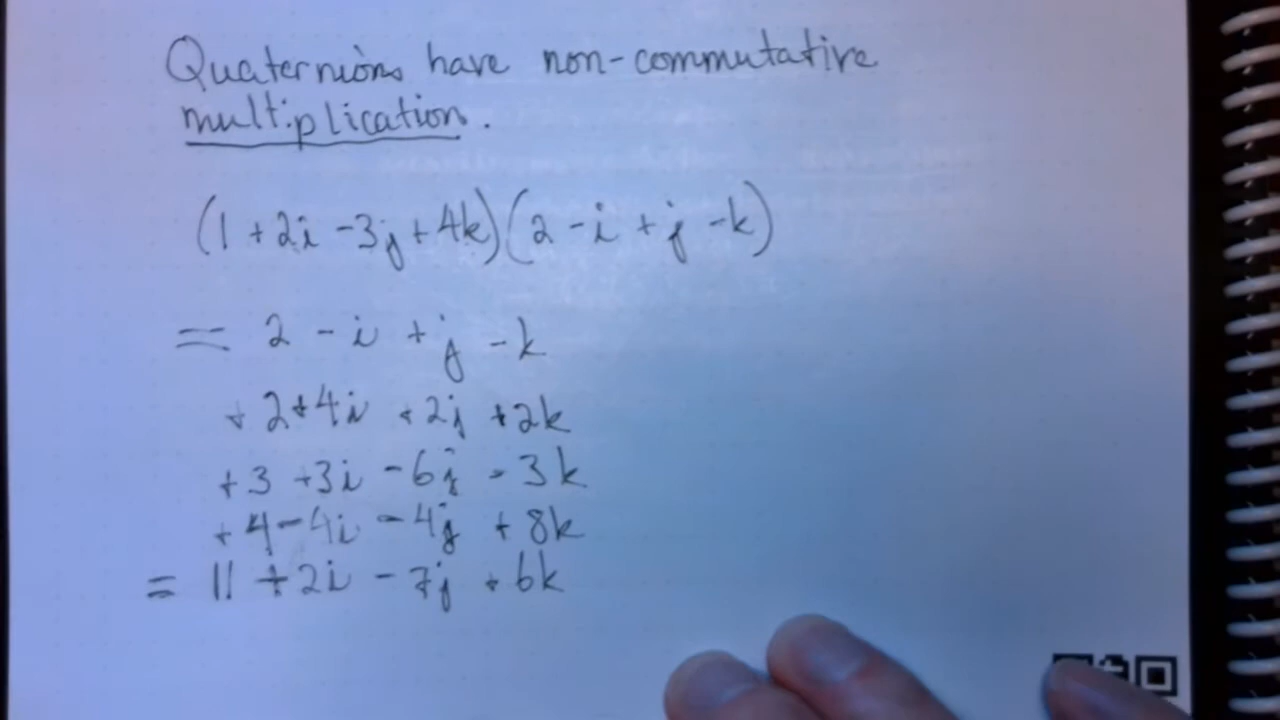 Quaternions have non-commutative
multiplication.
(1 + 2i - 3j + 4k)(2 - i + j - k)
= 2 - i + j - k
+ 2 + 4i + 2j + 2k
+ 3 + 3i - 6j - 3k
+ 4 - 4i - 4j + 8k
= 11 + 2i - 7j + 6k